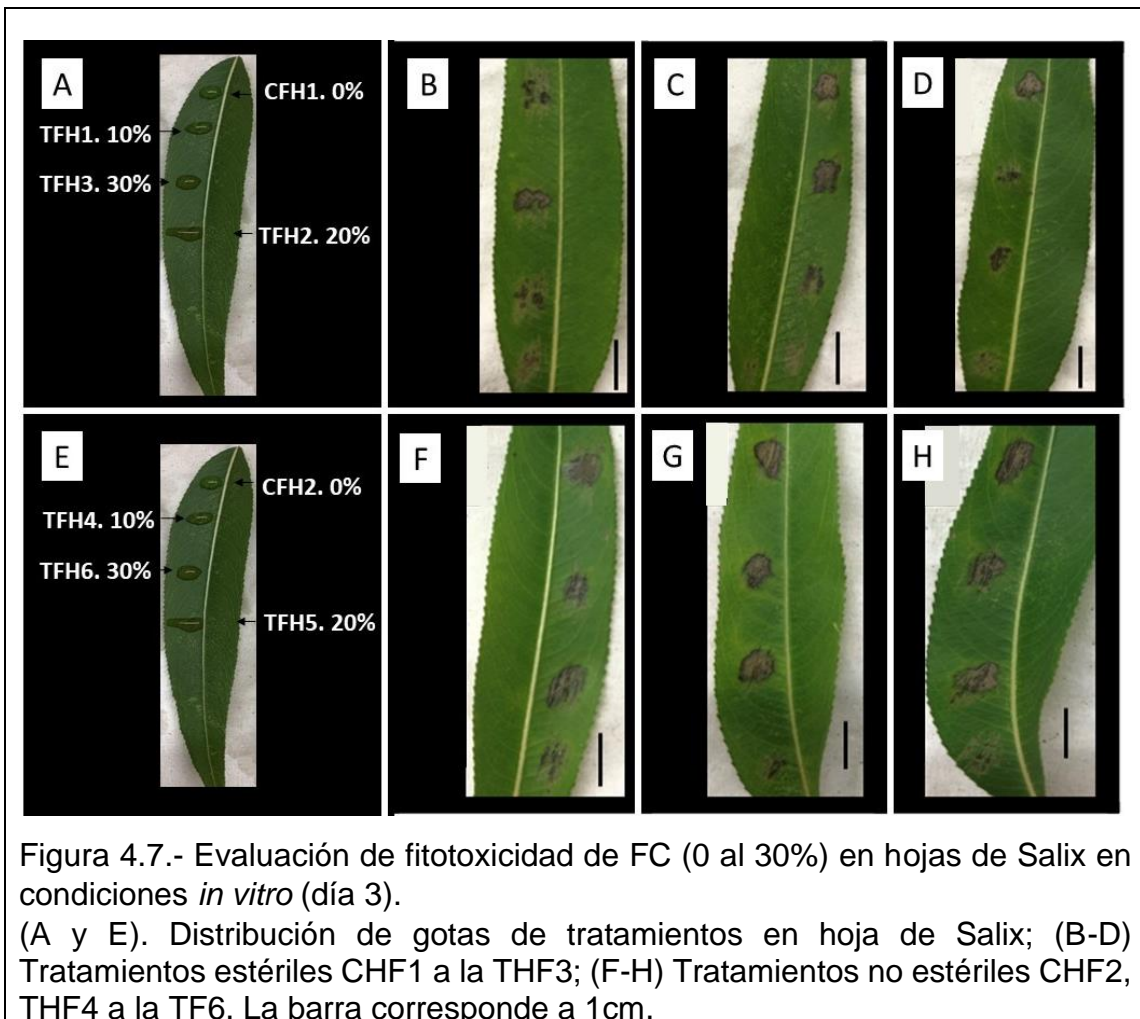 A
CFH1. 0%
TFH1. 10%
TFH3. 30%
TFH2. 20%
B
C
D
E
CFH2. 0%
TFH4. 10%
TFH6. 30%
TFH5. 20%
F
G
H
Figura 4.7.- Evaluación de fitotoxicidad de FC (0 al 30%) en hojas de Salix en
condiciones in vitro (día 3).
(A y E). Distribución de gotas de tratamientos en hoja de Salix; (B-D)
Tratamientos estériles CHF1 a la THF3; (F-H) Tratamientos no estériles CHF2,
THF4 a la TF6. La barra corresponde a 1cm.